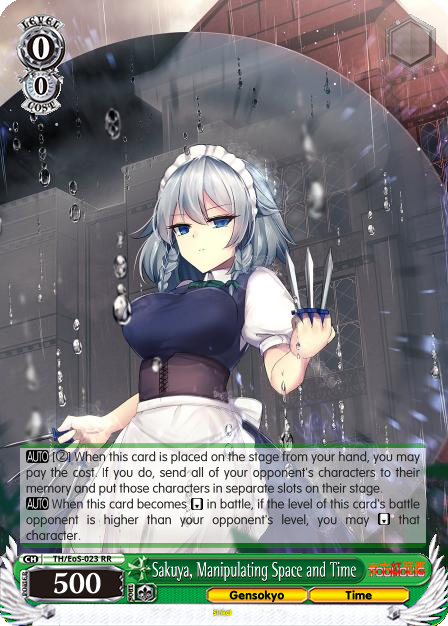 LEVEL
0
0
COST
AUTO [②] When this card is placed on the stage from your hand, you may
pay the cost. If you do, send all of your opponent's characters to their
memory and put those characters in separate slots on their stage.
AUTO When this card becomes in battle, if the level of this card's battle
opponent is higher than your opponent's level, you may that
character.
CH TH/EoS-023 RR
POWER 500 SOUL
Sakuya, Manipulating Space and Time
Gensokyo Time